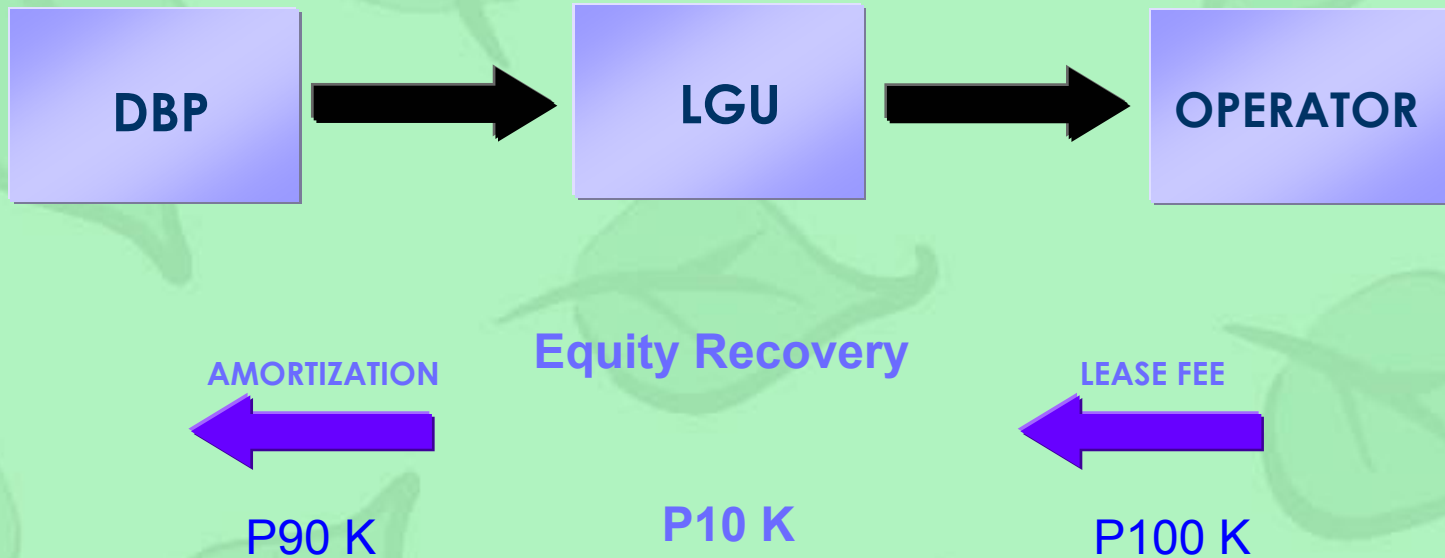 DBP
LGU
OPERATOR
Equity Recovery
AMORTIZATION
LEASE FEE
P90 K
P10 K
P100 K